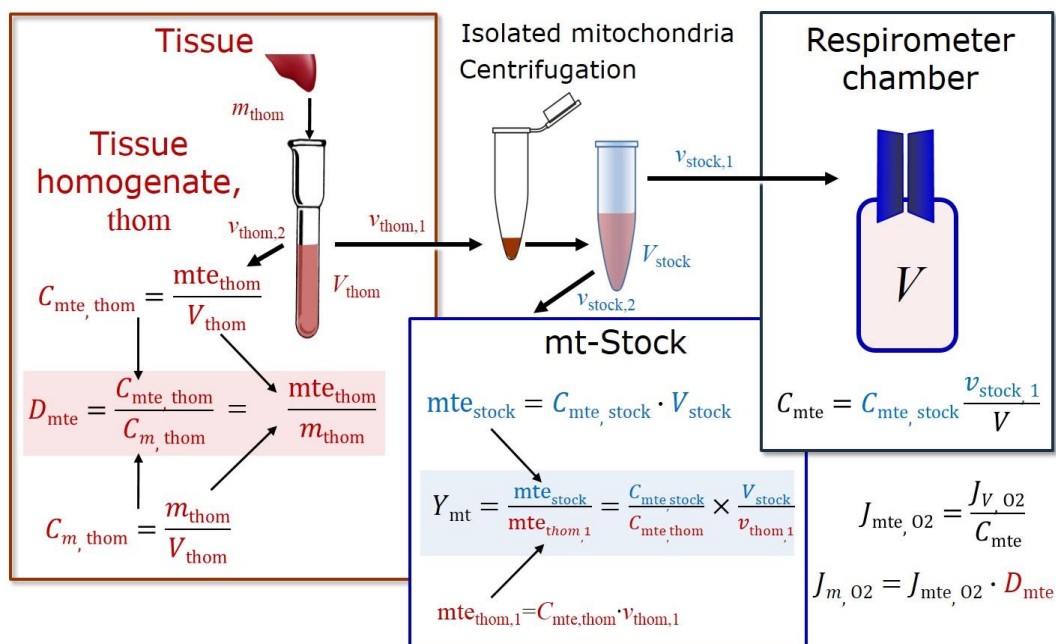 Tissue
m_thom
Tissue
homogenate,
thom
v_thom,2
v_thom,1
V_thom
C_mte, thom = mte_thom / V_thom
D_mte = C_mte, thom / C_m, thom = mte_thom / m_thom
C_m, thom = m_thom / V_thom
Isolated mitochondria
Centrifugation
v_stock,1
V_stock
v_stock,2
mt-Stock
mte_stock = C_mte, stock · V_stock
Y_mt = mte_stock / mte_thom,1 = C_mte,stock / C_mte,thom × V_stock / v_thom,1
mte_thom,1=C_mte,thom·v_thom,1
Respirometer
chamber
V
C_mte = C_mte, stock v_stock, 1 / V
J_mte, O2 = J_V, O2 / C_mte
J_m, O2 = J_mte, O2 · D_mte